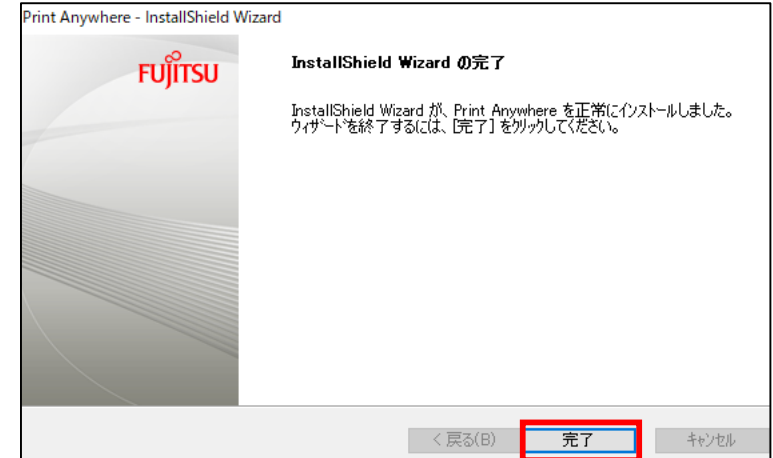 Print Anywhere - InstallShield Wizard
FUJITSU
InstallShield Wizard の完了
InstallShield Wizard が、Print Anywhere を正常にインストールしました。
ウィザードを終了するには、[完了] をクリックしてください。
< 戻る(B) 完了 キャンセル